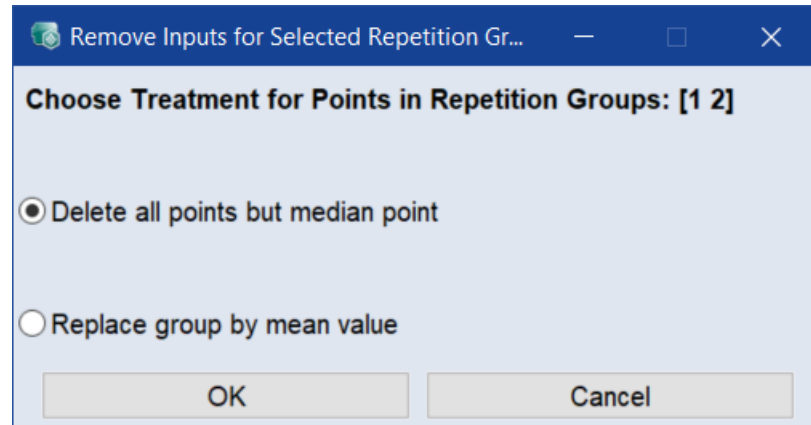 Remove Inputs for Selected Repetition Gr...
Choose Treatment for Points in Repetition Groups: [1 2]
Delete all points but median point
Replace group by mean value
OK Cancel